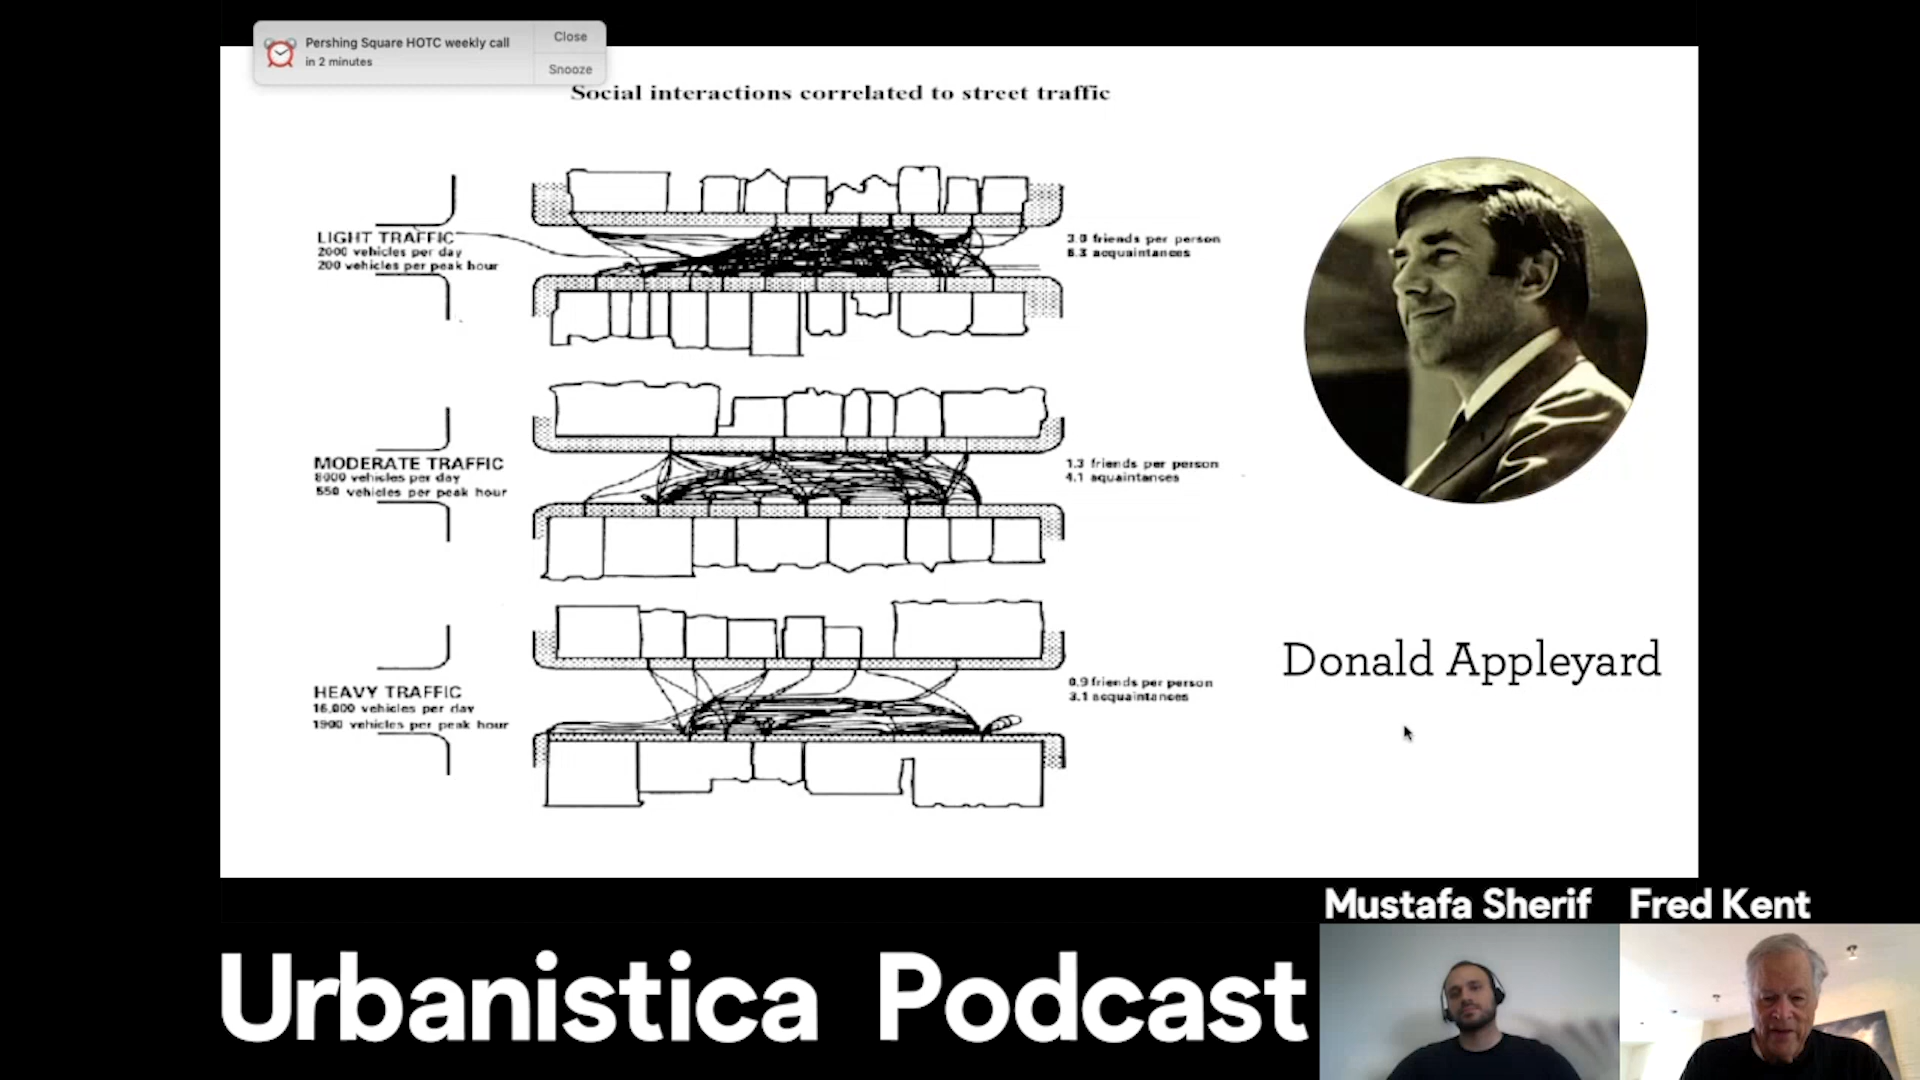 Pershing Square HOTC weekly call
in 2 minutes
Close
Snooze
Social interactions correlated to street traffic
LIGHT TRAFFIC
2000 vehicles per day
200 vehicles per peak hour
3.0 friends per person
6.3 acquaintances
MODERATE TRAFFIC
8000 vehicles per day
550 vehicles per peak hour
1.3 friends per person
4.1 aquaintances
HEAVY TRAFFIC
16,000 vehicles per day
1900 vehicles per peak hour
0.9 friends per person
3.1 acquaintances
Donald Appleyard
Mustafa Sherif
Fred Kent
Urbanistica Podcast